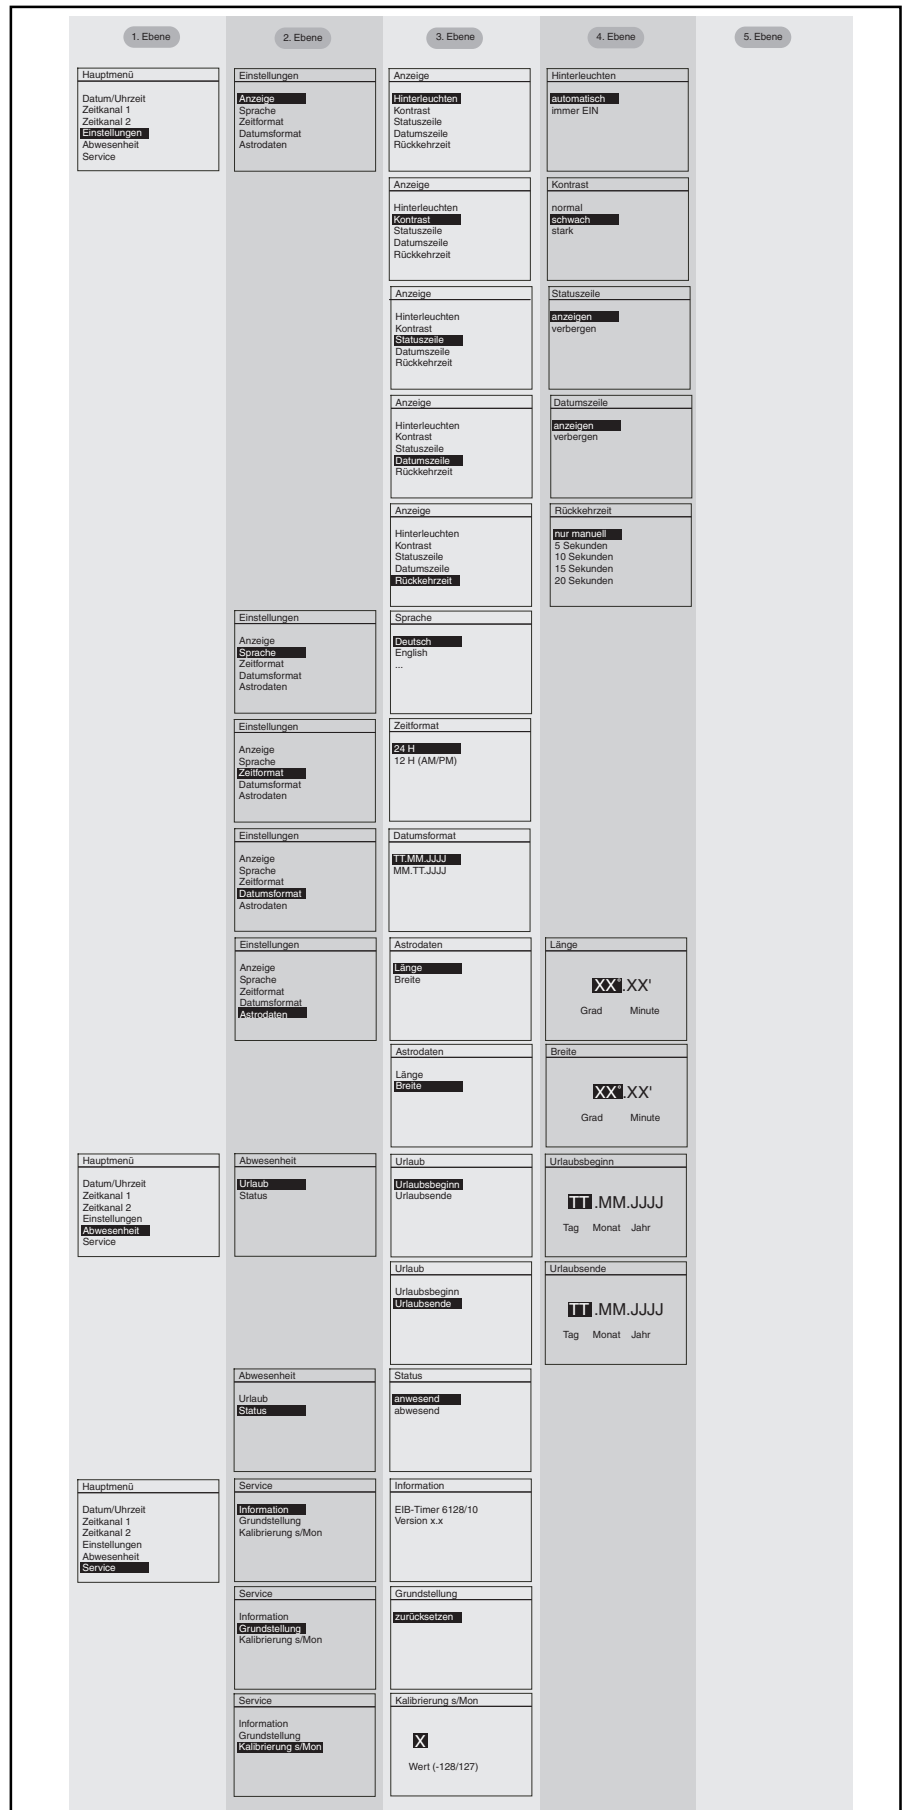 1. Ebene
2. Ebene
3. Ebene
4. Ebene
5. Ebene
Hauptmenü
Datum/Uhrzeit
Zeitkanal 1
Zeitkanal 2
Einstellungen
Abwesenheit
Service
Einstellungen
Anzeige
Sprache
Zeitformat
Datumsformat
Astrodaten
Anzeige
Hinterleuchten
Kontrast
Statuszeile
Datumszeile
Rückkehrzeit
Hinterleuchten
automatisch
immer EIN
Anzeige
Hinterleuchten
Kontrast
Statuszeile
Datumszeile
Rückkehrzeit
Kontrast
normal
schwach
stark
Anzeige
Hinterleuchten
Kontrast
Statuszeile
Datumszeile
Rückkehrzeit
Statuszeile
anzeigen
verbergen
Anzeige
Hinterleuchten
Kontrast
Statuszeile
Datumszeile
Rückkehrzeit
Datumszeile
anzeigen
verbergen
Anzeige
Hinterleuchten
Kontrast
Statuszeile
Datumszeile
Rückkehrzeit
Rückkehrzeit
nur manuell
5 Sekunden
10 Sekunden
15 Sekunden
20 Sekunden
Einstellungen
Anzeige
Sprache
Zeitformat
Datumsformat
Astrodaten
Sprache
Deutsch
English
...
Einstellungen
Anzeige
Sprache
Zeitformat
Datumsformat
Astrodaten
Zeitformat
24 H
12 H (AM/PM)
Einstellungen
Anzeige
Sprache
Zeitformat
Datumsformat
Astrodaten
Datumsformat
TT.MM.JJJJ
MM.TT.JJJJ
Einstellungen
Anzeige
Sprache
Zeitformat
Datumsformat
Astrodaten
Astrodaten
Länge
Breite
Länge
XX°.XX'
Grad Minute
Astrodaten
Länge
Breite
Breite
XX°.XX'
Grad Minute
Hauptmenü
Datum/Uhrzeit
Zeitkanal 1
Zeitkanal 2
Einstellungen
Abwesenheit
Service
Abwesenheit
Urlaub
Status
Urlaub
Urlaubsbeginn
Urlaubsende
Urlaubsbeginn
TT.MM.JJJJ
Tag Monat Jahr
Urlaub
Urlaubsbeginn
Urlaubsende
Urlaubsende
TT.MM.JJJJ
Tag Monat Jahr
Abwesenheit
Urlaub
Status
Status
anwesend
abwesend
Hauptmenü
Datum/Uhrzeit
Zeitkanal 1
Zeitkanal 2
Einstellungen
Abwesenheit
Service
Service
Information
Grundstellung
Kalibrierung s/Mon
Information
EIB-Timer 6128/10
Version x.x
Service
Information
Grundstellung
Kalibrierung s/Mon
Grundstellung
zurücksetzen
Service
Information
Grundstellung
Kalibrierung s/Mon
Kalibrierung s/Mon
X
Wert (-128/127)